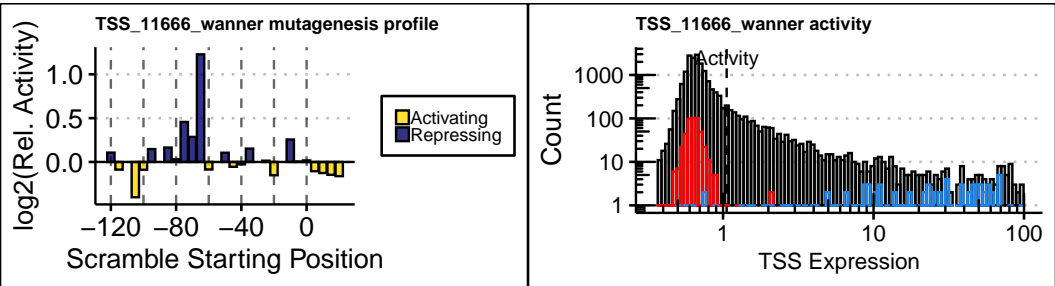 TSS_11666_wanner mutagenesis profile
log2(Rel. Activity)
1.0
0.5
0.0
−120
−80
−40
0
Scramble Starting Position
Activating
Repressing
TSS_11666_wanner activity
Activity
Count
1000
100
10
1
1
10
100
TSS Expression